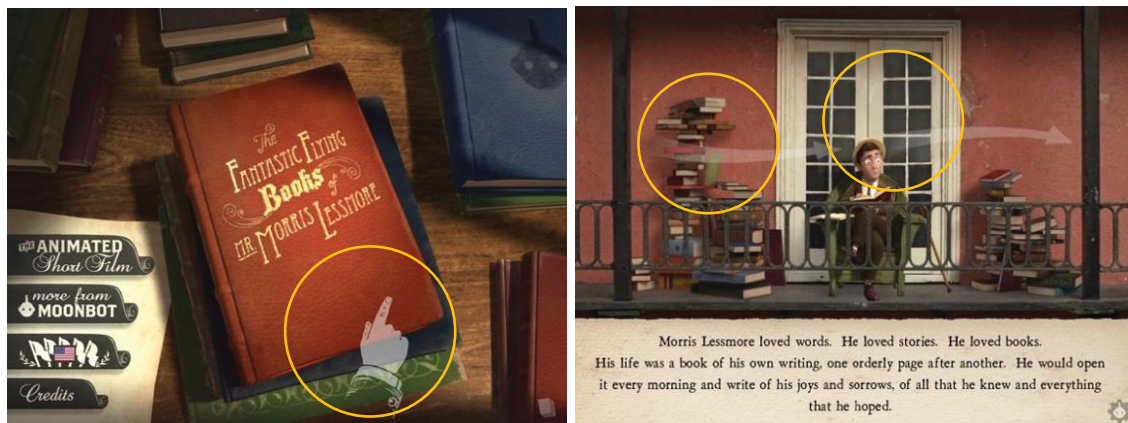 The
FANTASTIC FLYING
Books of
MR. MORRIS LESSMORE
THE ANIMATED
Short Film
more from
MOONBOT
Credits
Morris Lessmore loved words. He loved stories. He loved books.
His life was a book of his own writing, one orderly page after another. He would open
it every morning and write of his joys and sorrows, of all that he knew and everything
that he hoped.